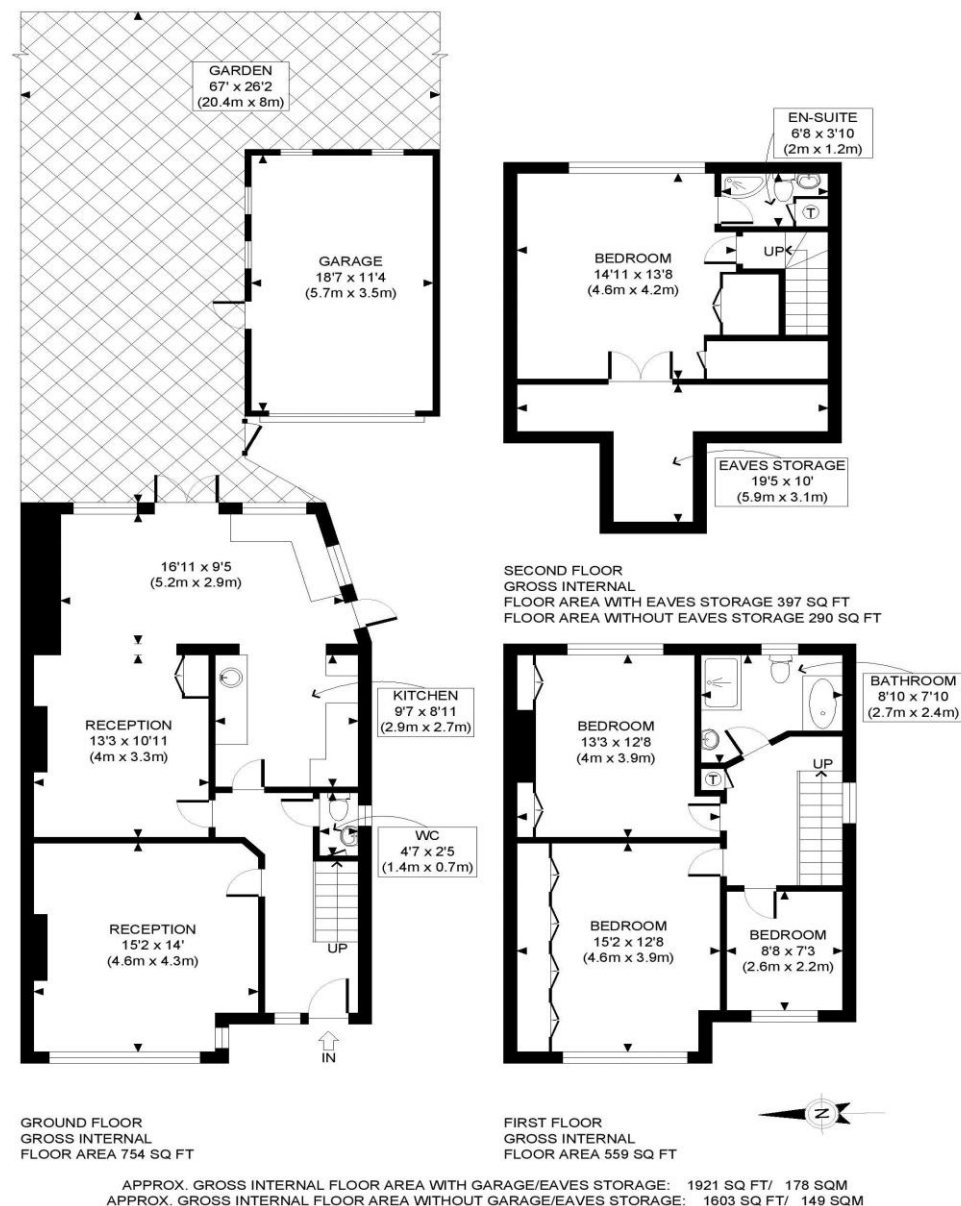 GARDEN
67' x 26'2
(20.4m x 8m)
GARAGE
18'7 x 11'4
(5.7m x 3.5m)
16'11 x 9'5
(5.2m x 2.9m)
KITCHEN
9'7 x 8'11
(2.9m x 2.7m)
RECEPTION
13'3 x 10'11
(4m x 3.3m)
WC
4'7 x 2'5
(1.4m x 0.7m)
RECEPTION
15'2 x 14'
(4.6m x 4.3m)
UP
IN
GROUND FLOOR
GROSS INTERNAL
FLOOR AREA 754 SQ FT
EN-SUITE
6'8 x 3'10
(2m x 1.2m)
T
UP
BEDROOM
14'11 x 13'8
(4.6m x 4.2m)
EAVES STORAGE
19'5 x 10'
(5.9m x 3.1m)
SECOND FLOOR
GROSS INTERNAL
FLOOR AREA WITH EAVES STORAGE 397 SQ FT
FLOOR AREA WITHOUT EAVES STORAGE 290 SQ FT
BATHROOM
8'10 x 7'10
(2.7m x 2.4m)
BEDROOM
13'3 x 12'8
(4m x 3.9m)
T
UP
BEDROOM
15'2 x 12'8
(4.6m x 3.9m)
BEDROOM
8'8 x 7'3
(2.6m x 2.2m)
N
FIRST FLOOR
GROSS INTERNAL
FLOOR AREA 559 SQ FT
APPROX. GROSS INTERNAL FLOOR AREA WITH GARAGE/EAVES STORAGE: 1921 SQ FT/ 178 SQM
APPROX. GROSS INTERNAL FLOOR AREA WITHOUT GARAGE/EAVES STORAGE: 1603 SQ FT/ 149 SQM